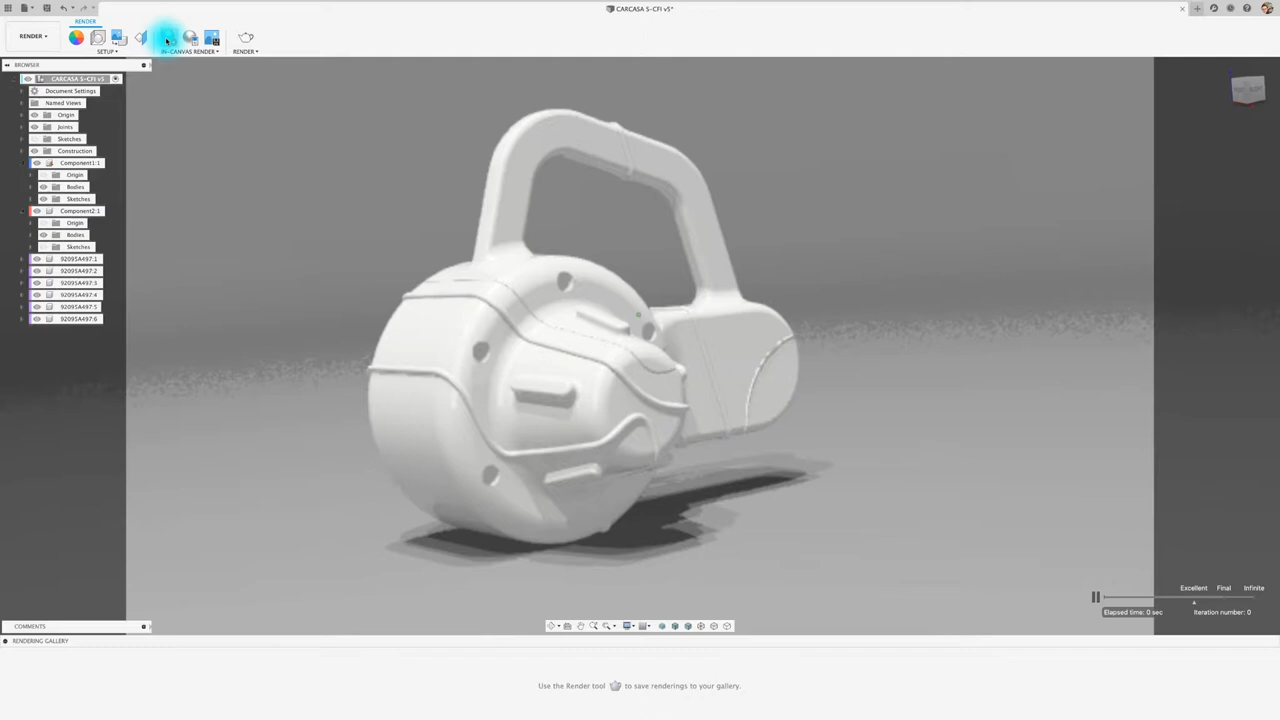 CARCASA S-CFI v5*
RENDER
RENDER ▾
SETUP ▾
IN-CANVAS RENDER ▾
RENDER ▾
BROWSER
CARCASA S-CFI v5
Document Settings
Named Views
Origin
Joints
Sketches
Construction
Component1:1
Origin
Bodies
Sketches
Component2:1
Origin
Bodies
Sketches
92095A497:1
92095A497:2
92095A497:3
92095A497:4
92095A497:5
92095A497:6
Excellent Final Infinite
Elapsed time: 0 sec Iteration number: 0
COMMENTS
RENDERING GALLERY
Use the Render tool to save renderings to your gallery.